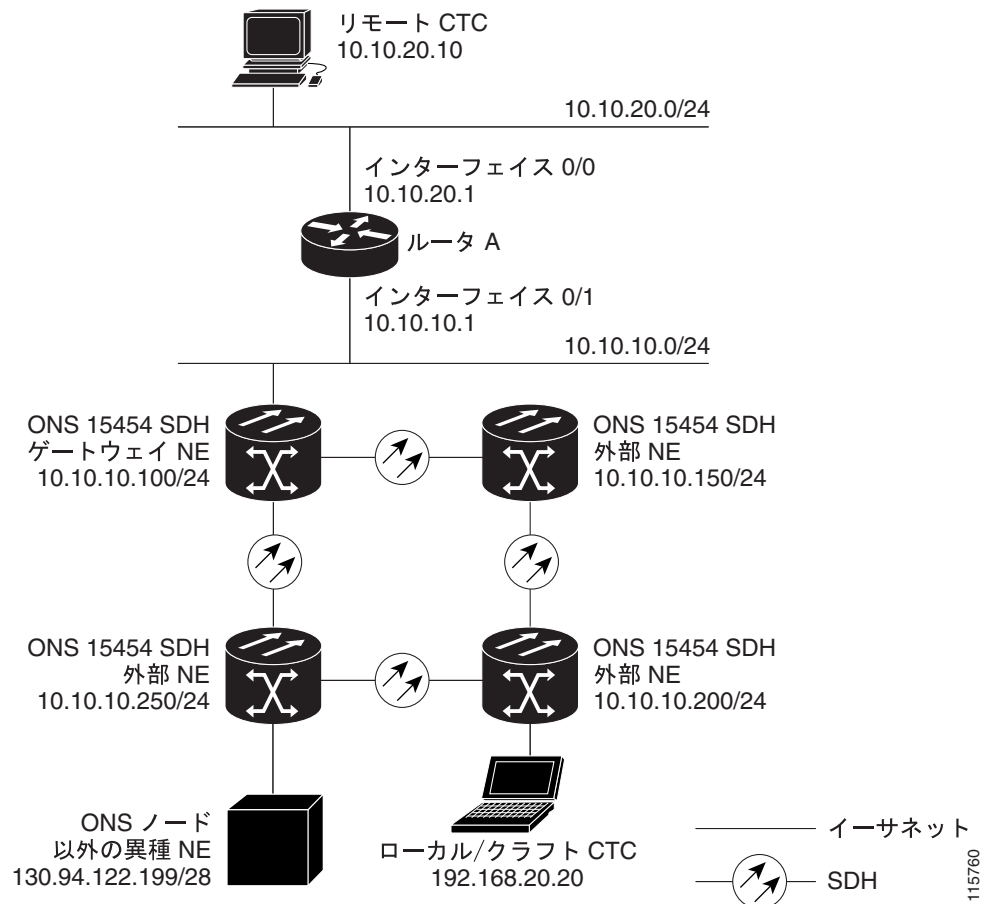 リモート CTC
10.10.20.10
10.10.20.0/24
インターフェイス 0/0
10.10.20.1
ルータ A
インターフェイス 0/1
10.10.10.1
10.10.10.0/24
ONS 15454 SDH
ゲートウェイ NE
10.10.10.100/24
ONS 15454 SDH
外部 NE
10.10.10.150/24
ONS 15454 SDH
外部 NE
10.10.10.250/24
ONS 15454 SDH
外部 NE
10.10.10.200/24
ONS ノード
以外の異種 NE
130.94.122.199/28
ローカル/クラフト CTC
192.168.20.20
イーサネット
SDH
115760